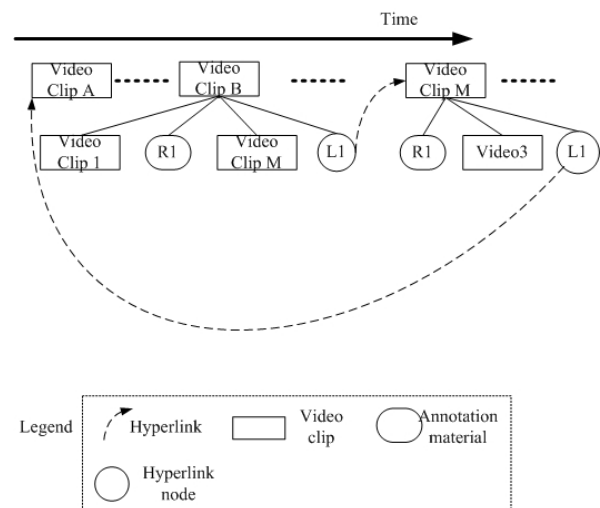 Time
Video
Clip A
Video
Clip B
Video
Clip M
Video
Clip 1
R1
Video
Clip M
L1
R1
Video3
L1
Legend
Hyperlink
Video
clip
Annotation
material
Hyperlink
node